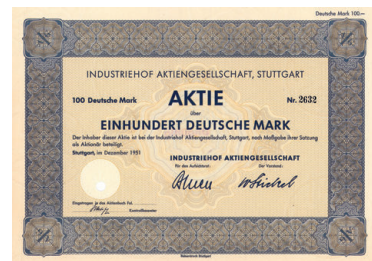 Deutsche Mark 100.—
INDUSTRIEHOF AKTIENGESELLSCHAFT, STUTTGART
100 Deutsche Mark AKTIE Nr. 2632
über
EINHUNDERT DEUTSCHE MARK
Der Inhaber dieser Aktie ist bei der Industriehof Aktiengesellschaft, Stuttgart, nach Maßgabe ihrer Satzung
als Aktionär beteiligt.
Stuttgart, im Dezember 1951
INDUSTRIEHOF AKTIENGESELLSCHAFT
Für den Aufsichtsrat: Der Vorstand:
Eingetragen in das Aktienbuch Fol.
Kontrollbeamter